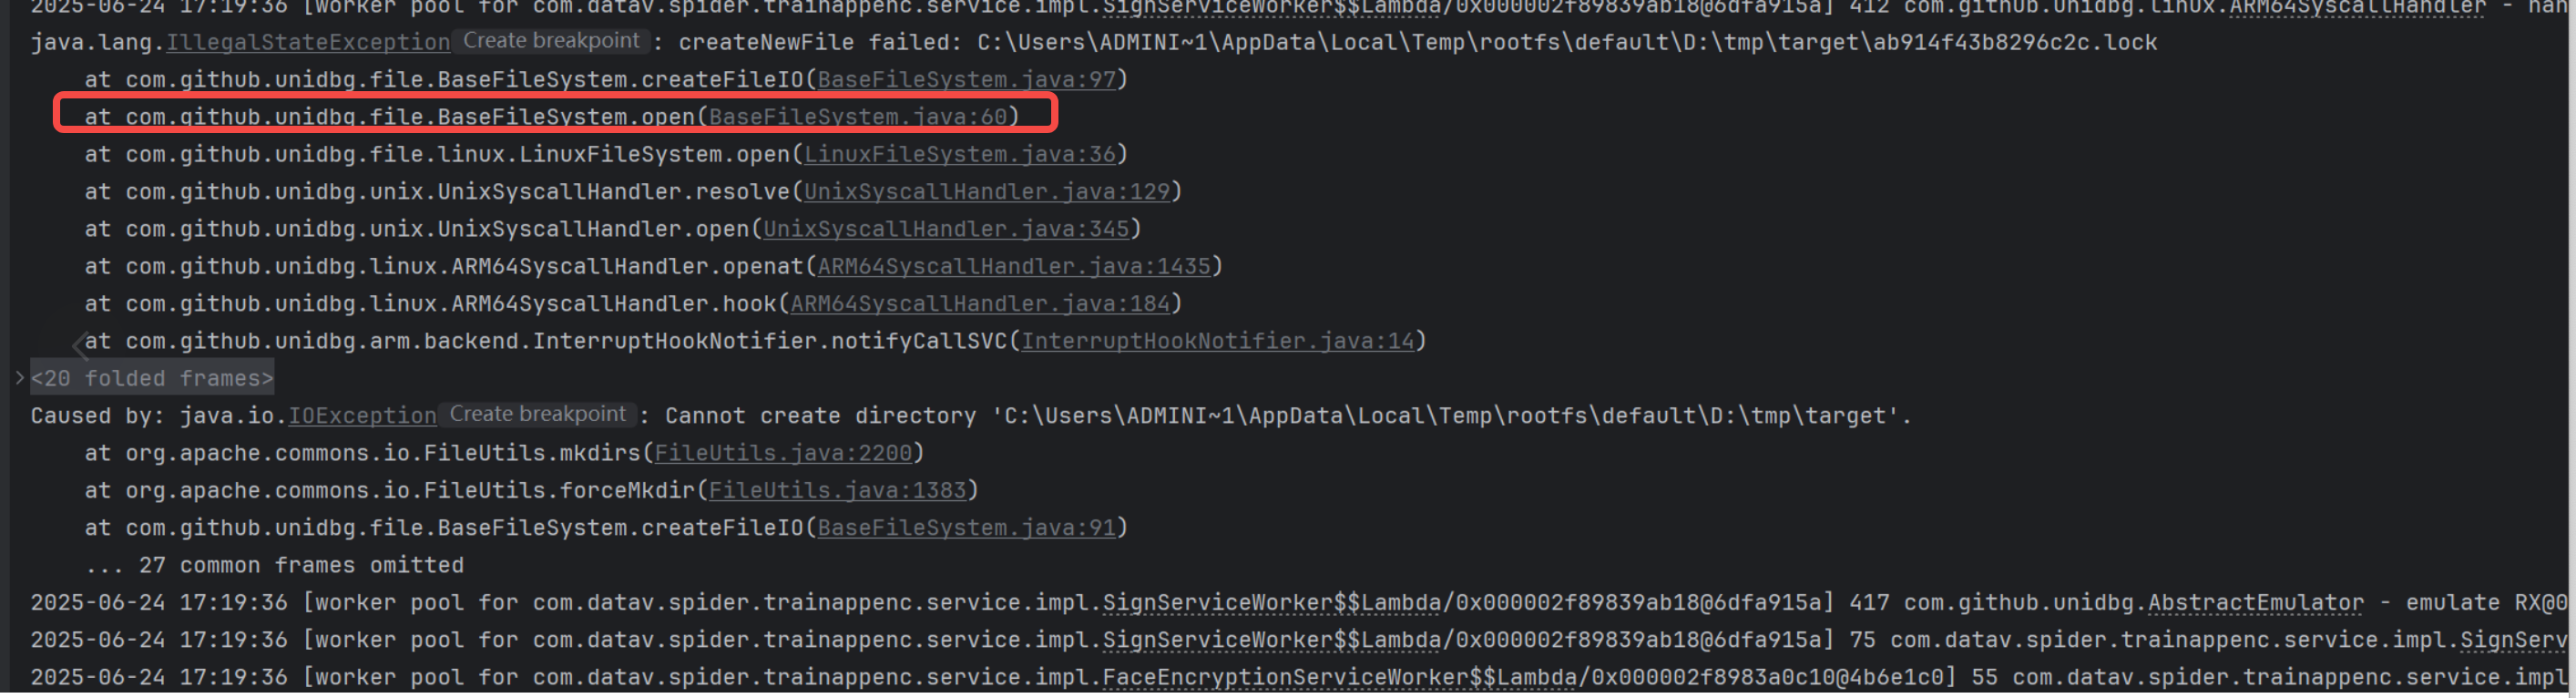 2025-06-24 17:19:36 [worker pool for com.datav.spider.trainappenc.service.impl.SignServiceWorker$$Lambda/0x000002f89839ab18@6dfa915a] 412 com.github.unidbg.linux.ARM64SyscallHandler - han
java.lang.IllegalStateException Create breakpoint : createNewFile failed: C:\Users\ADMINI~1\AppData\Local\Temp\rootfs\default\D:\tmp\target\ab914f43b8296c2c.lock
at com.github.unidbg.file.BaseFileSystem.createFileIO(BaseFileSystem.java:97)
at com.github.unidbg.file.BaseFileSystem.open(BaseFileSystem.java:60)
at com.github.unidbg.file.linux.LinuxFileSystem.open(LinuxFileSystem.java:36)
at com.github.unidbg.unix.UnixSyscallHandler.resolve(UnixSyscallHandler.java:129)
at com.github.unidbg.unix.UnixSyscallHandler.open(UnixSyscallHandler.java:345)
at com.github.unidbg.linux.ARM64SyscallHandler.openat(ARM64SyscallHandler.java:1435)
at com.github.unidbg.linux.ARM64SyscallHandler.hook(ARM64SyscallHandler.java:184)
at com.github.unidbg.arm.backend.InterruptHookNotifier.notifyCallSVC(InterruptHookNotifier.java:14)
<20 folded frames>
Caused by: java.io.IOException Create breakpoint : Cannot create directory 'C:\Users\ADMINI~1\AppData\Local\Temp\rootfs\default\D:\tmp\target'.
at org.apache.commons.io.FileUtils.mkdirs(FileUtils.java:2200)
at org.apache.commons.io.FileUtils.forceMkdir(FileUtils.java:1383)
at com.github.unidbg.file.BaseFileSystem.createFileIO(BaseFileSystem.java:91)
... 27 common frames omitted
2025-06-24 17:19:36 [worker pool for com.datav.spider.trainappenc.service.impl.SignServiceWorker$$Lambda/0x000002f89839ab18@6dfa915a] 417 com.github.unidbg.AbstractEmulator - emulate RX@0
2025-06-24 17:19:36 [worker pool for com.datav.spider.trainappenc.service.impl.SignServiceWorker$$Lambda/0x000002f89839ab18@6dfa915a] 75 com.datav.spider.trainappenc.service.impl.SignServ
2025-06-24 17:19:36 [worker pool for com.datav.spider.trainappenc.service.impl.FaceEncryptionServiceWorker$$Lambda/0x000002f8983a0c10@4b6e1c0] 55 com.datav.spider.trainappenc.service.impl